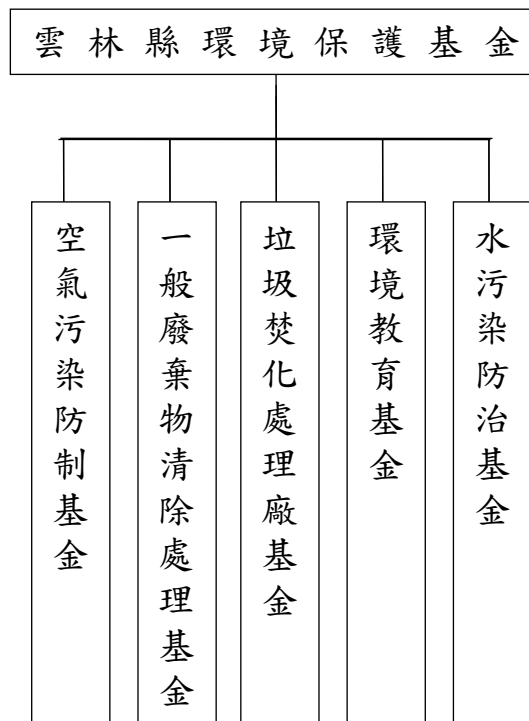 雲林縣環境保護基金
空氣污染防制基金
一般廢棄物清除處理基金
垃圾焚化處理廠基金
環境教育基金
水污染防治基金